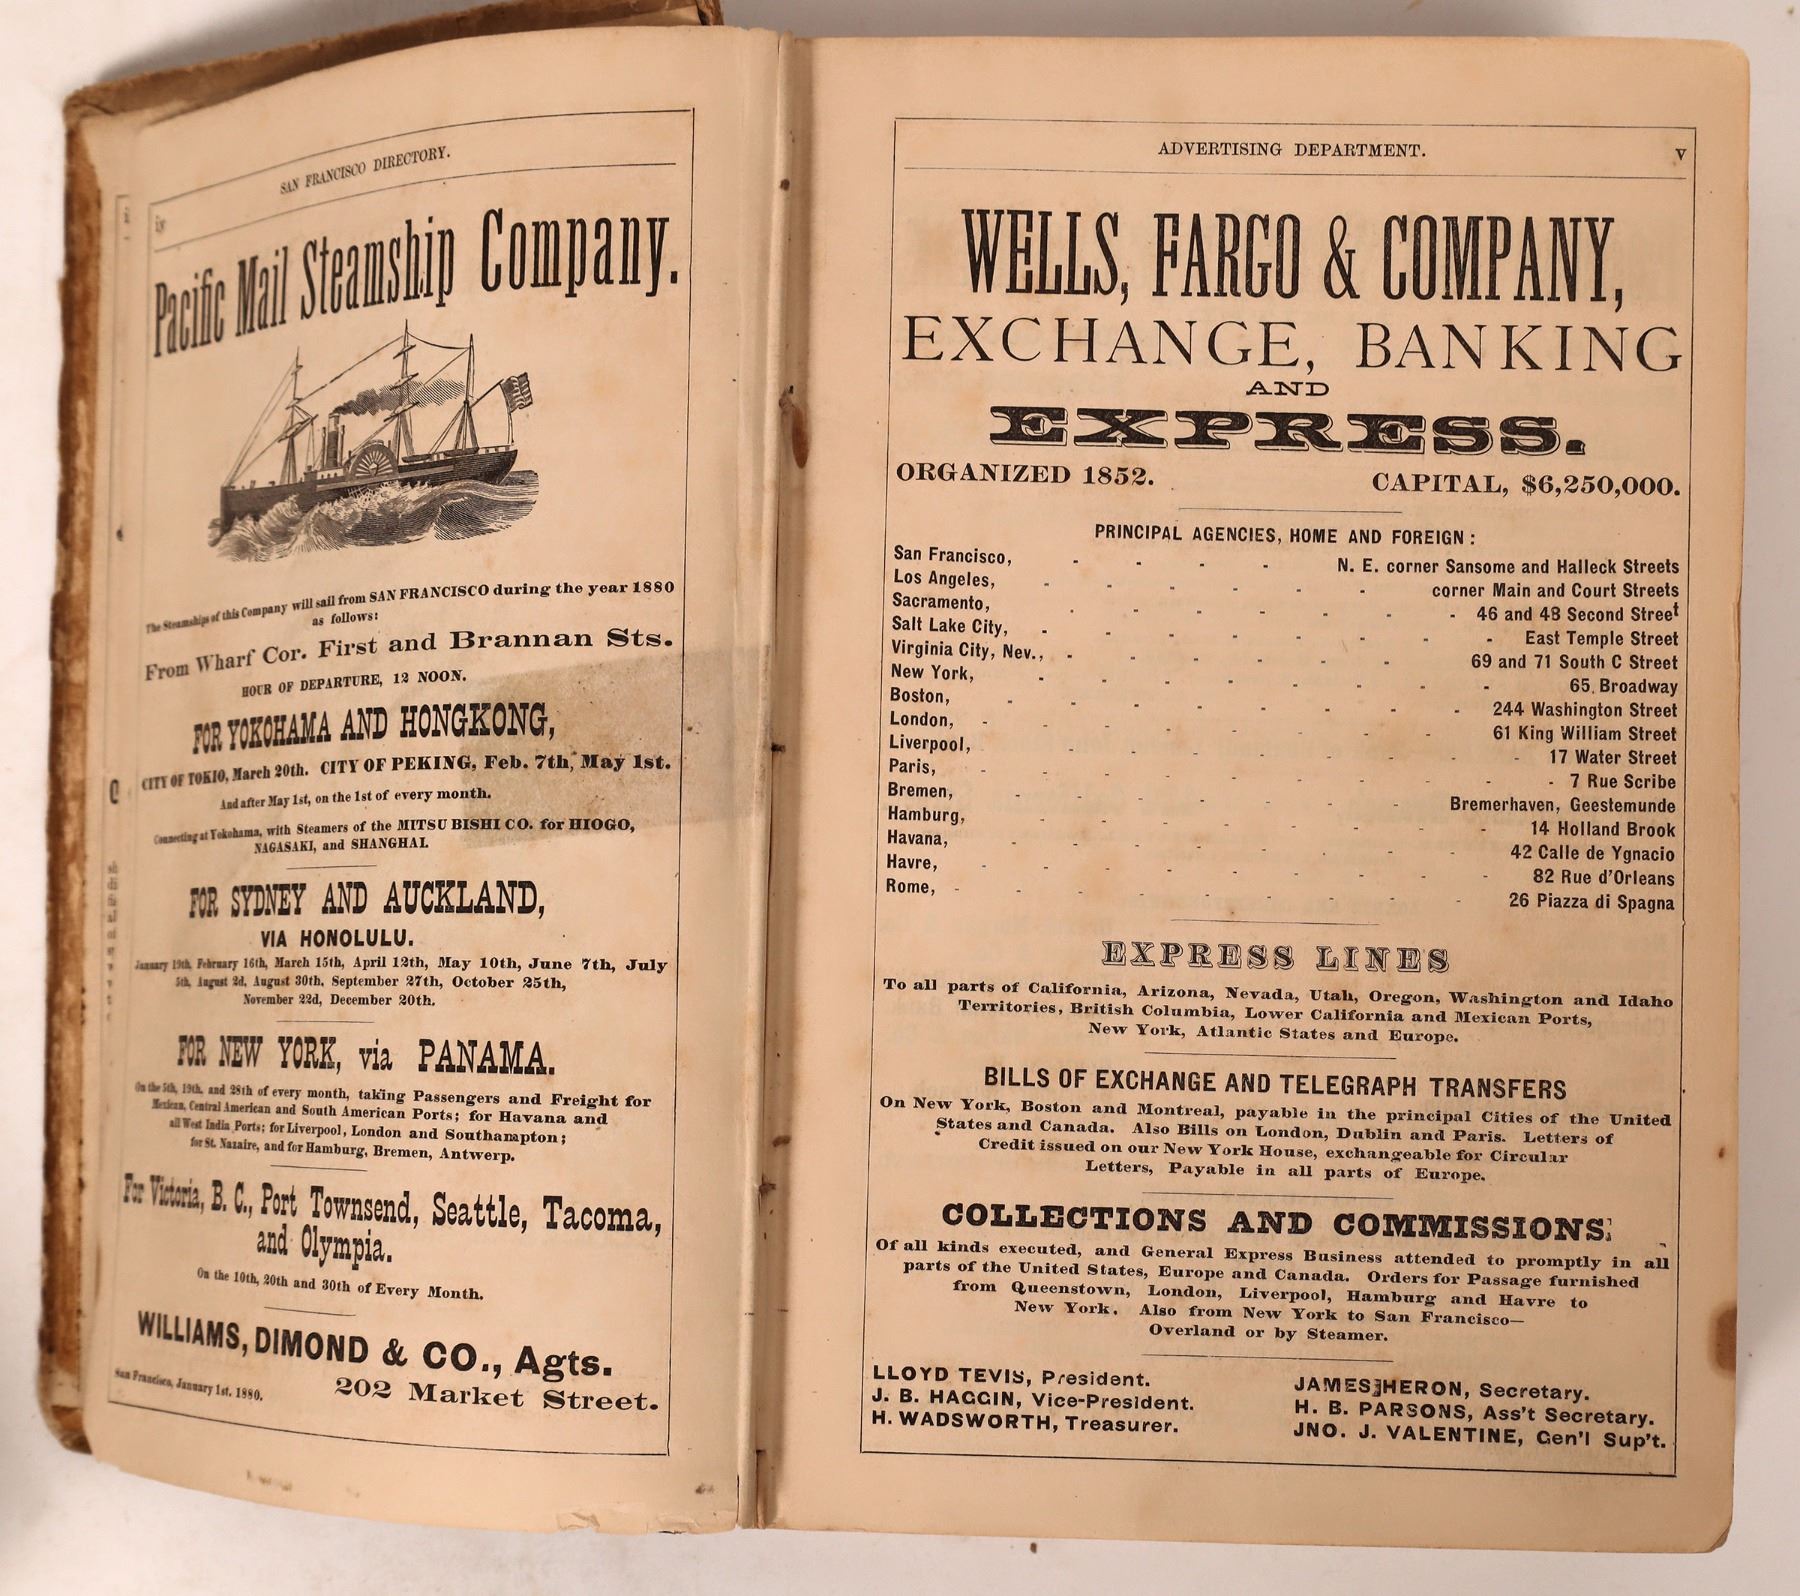 iv
SAN FRANCISCO DIRECTORY.
Pacific Mail Steamship Company.
The Steamships of this Company will sail from SAN FRANCISCO during the year 1880
as follows:
From Wharf Cor. First and Brannan Sts.
HOUR OF DEPARTURE, 12 NOON.
FOR YOKOHAMA AND HONGKONG,
CITY OF TOKIO, March 20th. CITY OF PEKING, Feb. 7th, May 1st.
And after May 1st, on the 1st of every month.
Connecting at Yokohama, with Steamers of the MITSU BISHI CO. for HIOGO,
NAGASAKI, and SHANGHAI.
FOR SYDNEY AND AUCKLAND,
VIA HONOLULU.
January 19th, February 16th, March 15th, April 12th, May 10th, June 7th, July
5th, August 2d, August 30th, September 27th, October 25th,
November 22d, December 20th.
FOR NEW YORK, via PANAMA.
On the 5th, 19th, and 28th of every month, taking Passengers and Freight for
Mexican, Central American and South American Ports; for Havana and
all West India Ports; for Liverpool, London and Southampton;
for St. Nazaire, and for Hamburg, Bremen, Antwerp.
For Victoria, B. C., Port Townsend, Seattle, Tacoma,
and Olympia.
On the 10th, 20th and 30th of Every Month.
WILLIAMS, DIMOND & CO., Agts.
San Francisco, January 1st, 1880. 202 Market Street.
ADVERTISING DEPARTMENT. v
WELLS, FARGO & COMPANY,
EXCHANGE, BANKING
AND
EXPRESS.
ORGANIZED 1852. CAPITAL, $6,250,000.
PRINCIPAL AGENCIES, HOME AND FOREIGN:
San Francisco, - - - - N. E. corner Sansome and Halleck Streets
Los Angeles, - - - - - corner Main and Court Streets
Sacramento, - - - - - - - 46 and 48 Second Street
Salt Lake City, - - - - - - - - East Temple Street
Virginia City, Nev., - - - - - - 69 and 71 South C Street
New York, - - - - - - - - 65 Broadway
Boston, - - - - - - - - 244 Washington Street
London, - - - - - - - - 61 King William Street
Liverpool, - - - - - - - - 17 Water Street
Paris, - - - - - - - - - 7 Rue Scribe
Bremen, - - - - - - - Bremerhaven, Geestemunde
Hamburg, - - - - - - - - 14 Holland Brook
Havana, - - - - - - - - 42 Calle de Ygnacio
Havre, - - - - - - - - - 82 Rue d'Orleans
Rome, - - - - - - - - - 26 Piazza di Spagna
EXPRESS LINES
To all parts of California, Arizona, Nevada, Utah, Oregon, Washington and Idaho
Territories, British Columbia, Lower California and Mexican Ports,
New York, Atlantic States and Europe.
BILLS OF EXCHANGE AND TELEGRAPH TRANSFERS
On New York, Boston and Montreal, payable in the principal Cities of the United
States and Canada. Also Bills on London, Dublin and Paris. Letters of
Credit issued on our New York House, exchangeable for Circular
Letters, Payable in all parts of Europe.
COLLECTIONS AND COMMISSIONS
Of all kinds executed, and General Express Business attended to promptly in all
parts of the United States, Europe and Canada. Orders for Passage furnished
from Queenstown, London, Liverpool, Hamburg and Havre to
New York. Also from New York to San Francisco—
Overland or by Steamer.
LLOYD TEVIS, President. JAMES HERON, Secretary.
J. B. HAGGIN, Vice-President. H. B. PARSONS, Ass't Secretary.
H. WADSWORTH, Treasurer. JNO. J. VALENTINE, Gen'l Sup't.